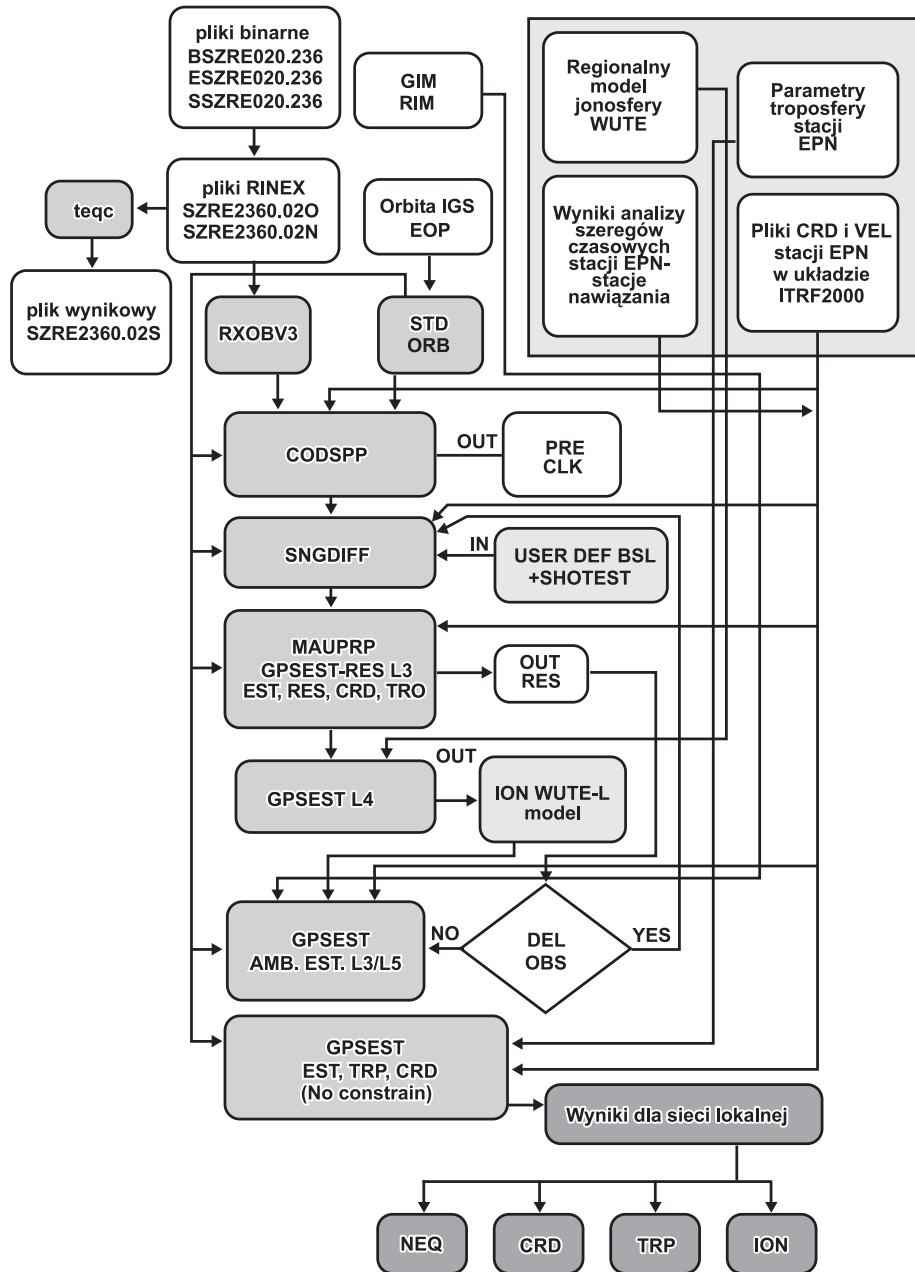 pliki binarne
BSZRE020.236
ESZRE020.236
SSZRE020.236
GIM
RIM
Regionalny
model
jonosfery
WUTE
Parametry
troposfery
stacji
EPN
teqc
pliki RINEX
SZRE2360.02O
SZRE2360.02N
Orbita IGS
EOP
Wyniki analizy
szeregów
czasowych
stacji EPN-
stacje
nawiązania
Pliki CRD i VEL
stacji EPN
w układzie
ITRF2000
plik wynikowy
SZRE2360.02S
RXOBV3
STD
ORB
CODSPP
OUT
PRE
CLK
SNGDIFF
IN
USER DEF BSL
+SHOTEST
MAUPRP
GPSEST-RES L3
EST, RES, CRD, TRO
OUT
RES
GPSEST L4
OUT
ION WUTE-L
model
GPSEST
AMB. EST. L3/L5
NO
DEL
OBS
YES
GPSEST
EST, TRP, CRD
(No constrain)
Wyniki dla sieci lokalnej
NEQ
CRD
TRP
ION